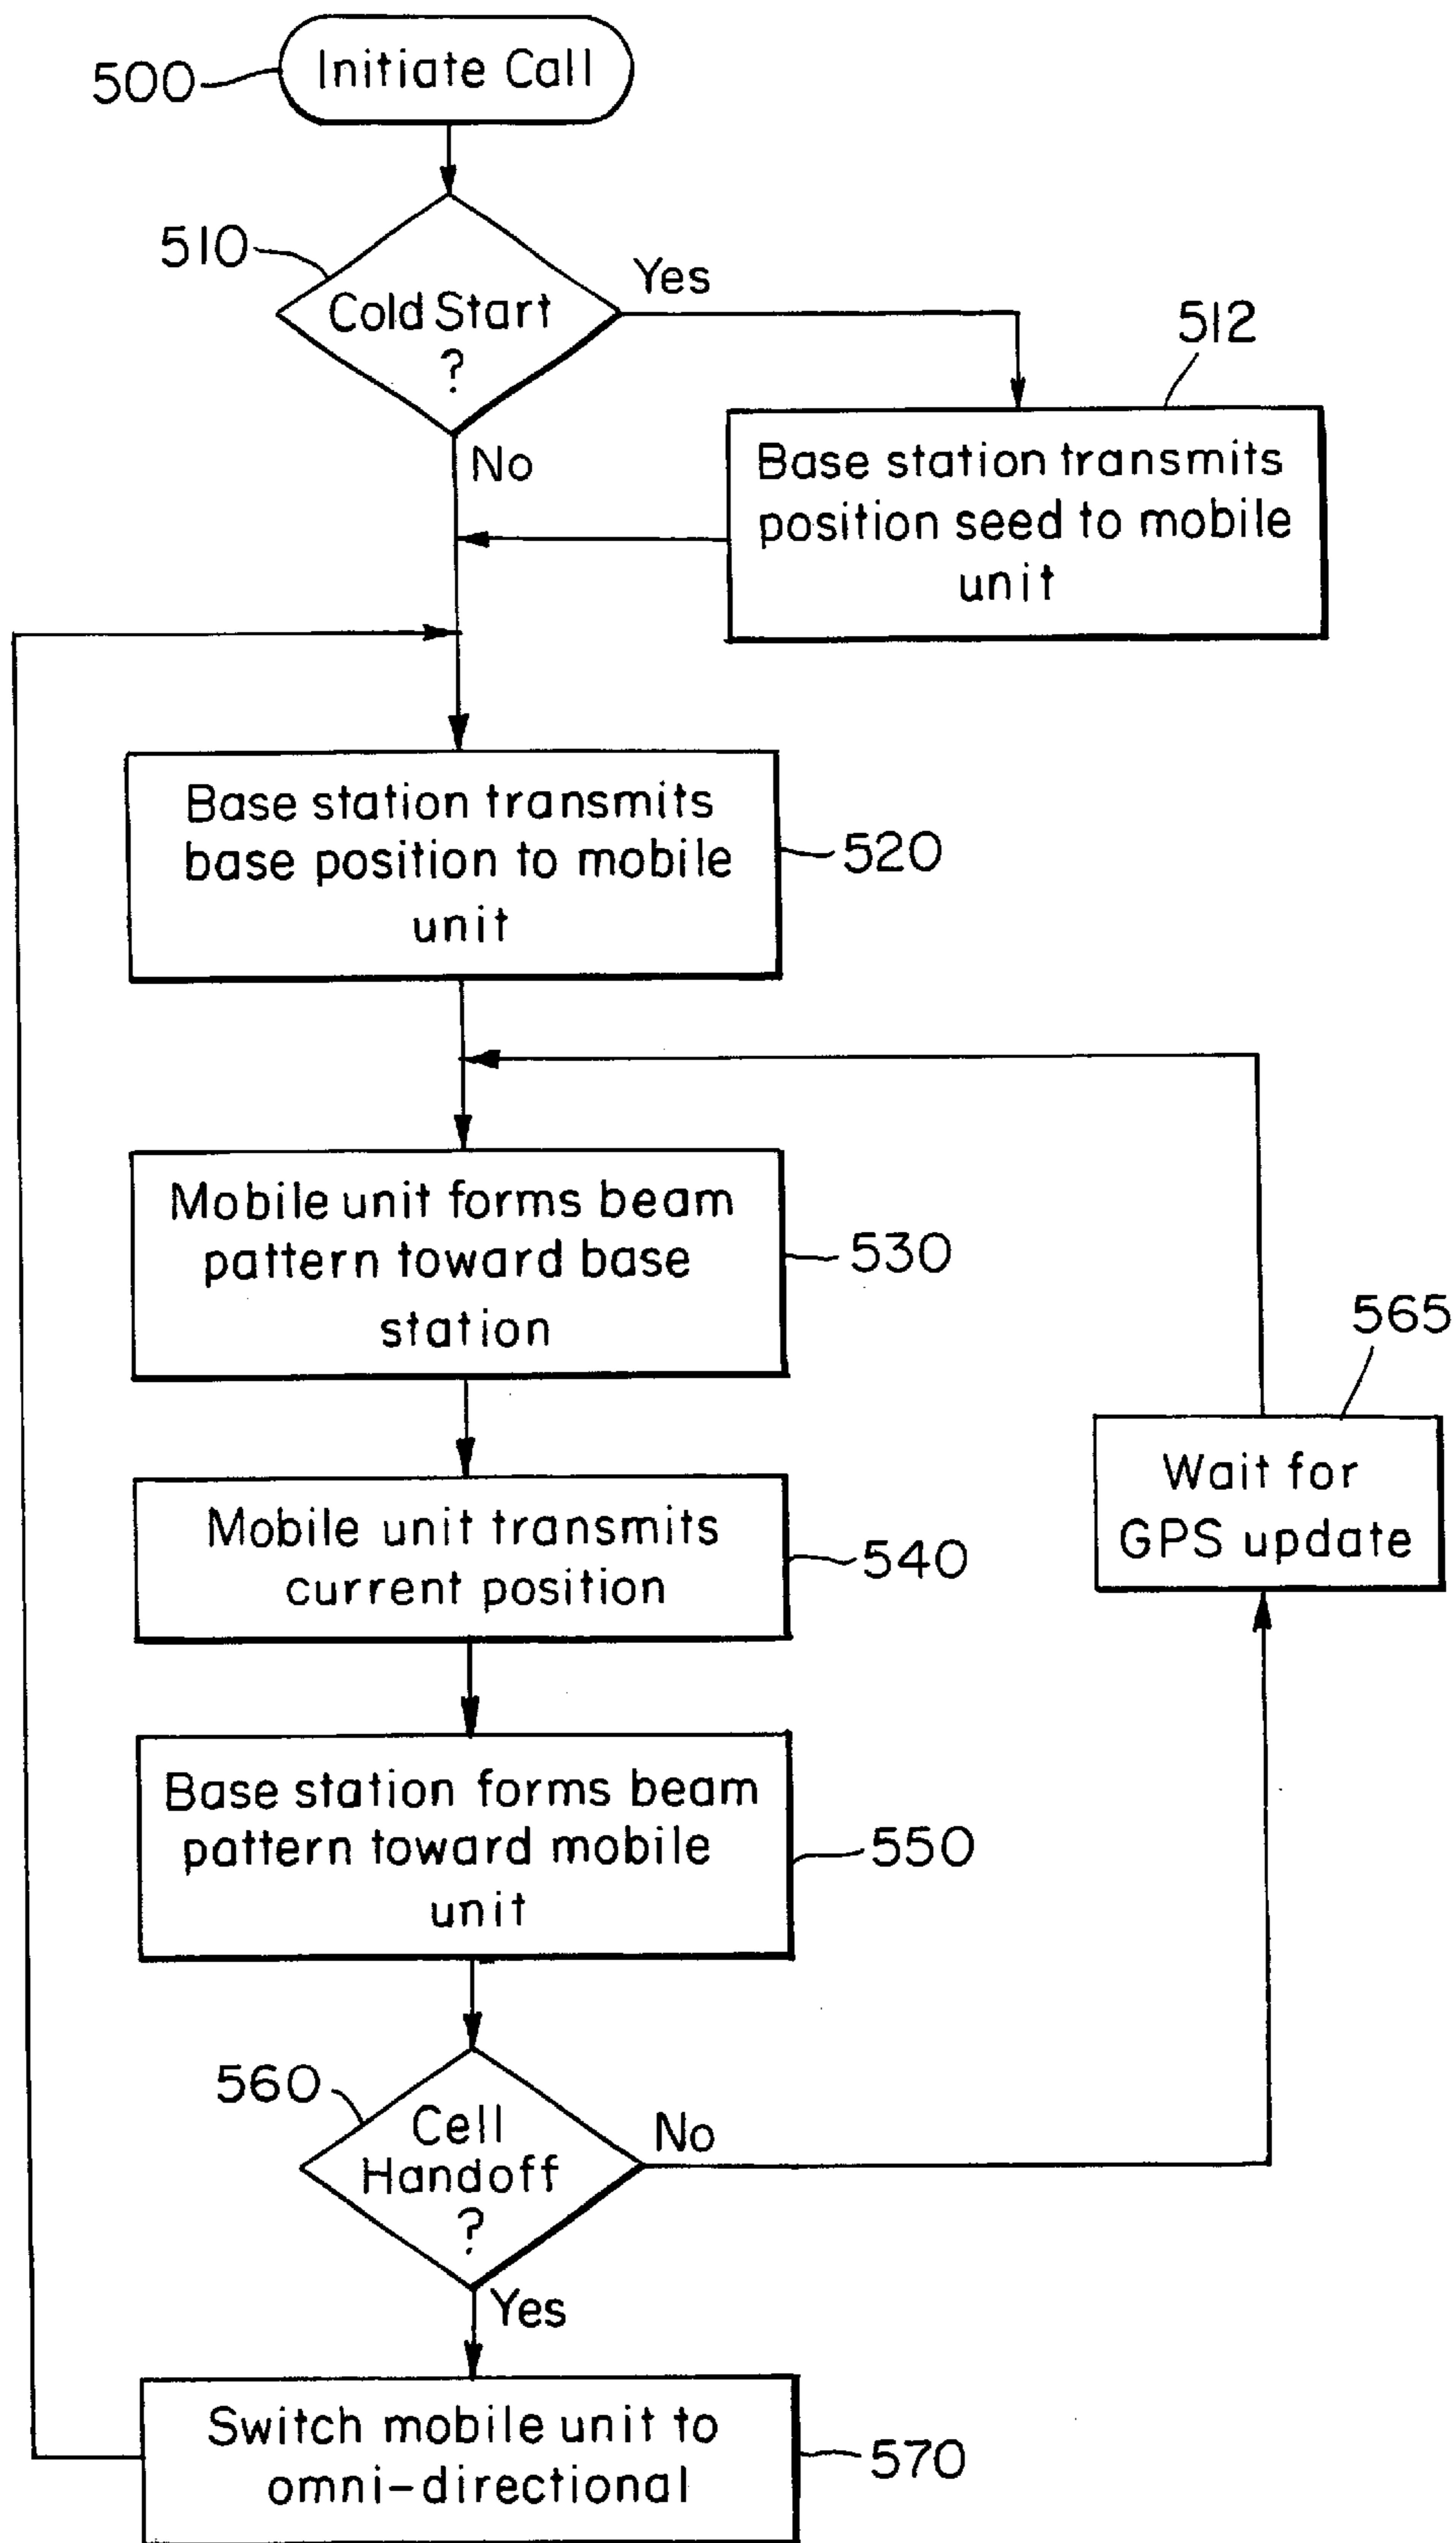 500
Initiate Call
510
Cold Start
?
Yes
No
512
Base station transmits
position seed to mobile
unit
Base station transmits
base position to mobile
unit
520
Mobile unit forms beam
pattern toward base
station
530
565
Wait for
GPS update
Mobile unit transmits
current position
540
Base station forms beam
pattern toward mobile
unit
550
560
Cell
Handoff
?
No
Yes
Switch mobile unit to
omni-directional
570